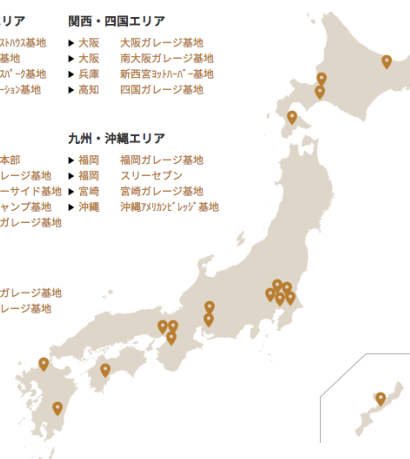 エリア
ｽﾄﾊｳｽ基地
基地
ｽﾊﾟｰｸ基地
ｰｼｮﾝ基地
本部
レージ基地
ーサイド基地
ャンプ基地
ガレージ基地
ガレージ基地
レージ基地
関西・四国エリア
▶ 大阪 大阪ガレージ基地
▶ 大阪 南大阪ガレージ基地
▶ 兵庫 新西宮ﾖｯﾄﾊｰﾊﾞｰ基地
▶ 高知 四国ガレージ基地
九州・沖縄エリア
▶ 福岡 福岡ガレージ基地
▶ 福岡 スリーセブン
▶ 宮崎 宮崎ガレージ基地
▶ 沖縄 沖縄ｱﾒﾘｶﾝﾋﾞﾚｯｼﾞ基地